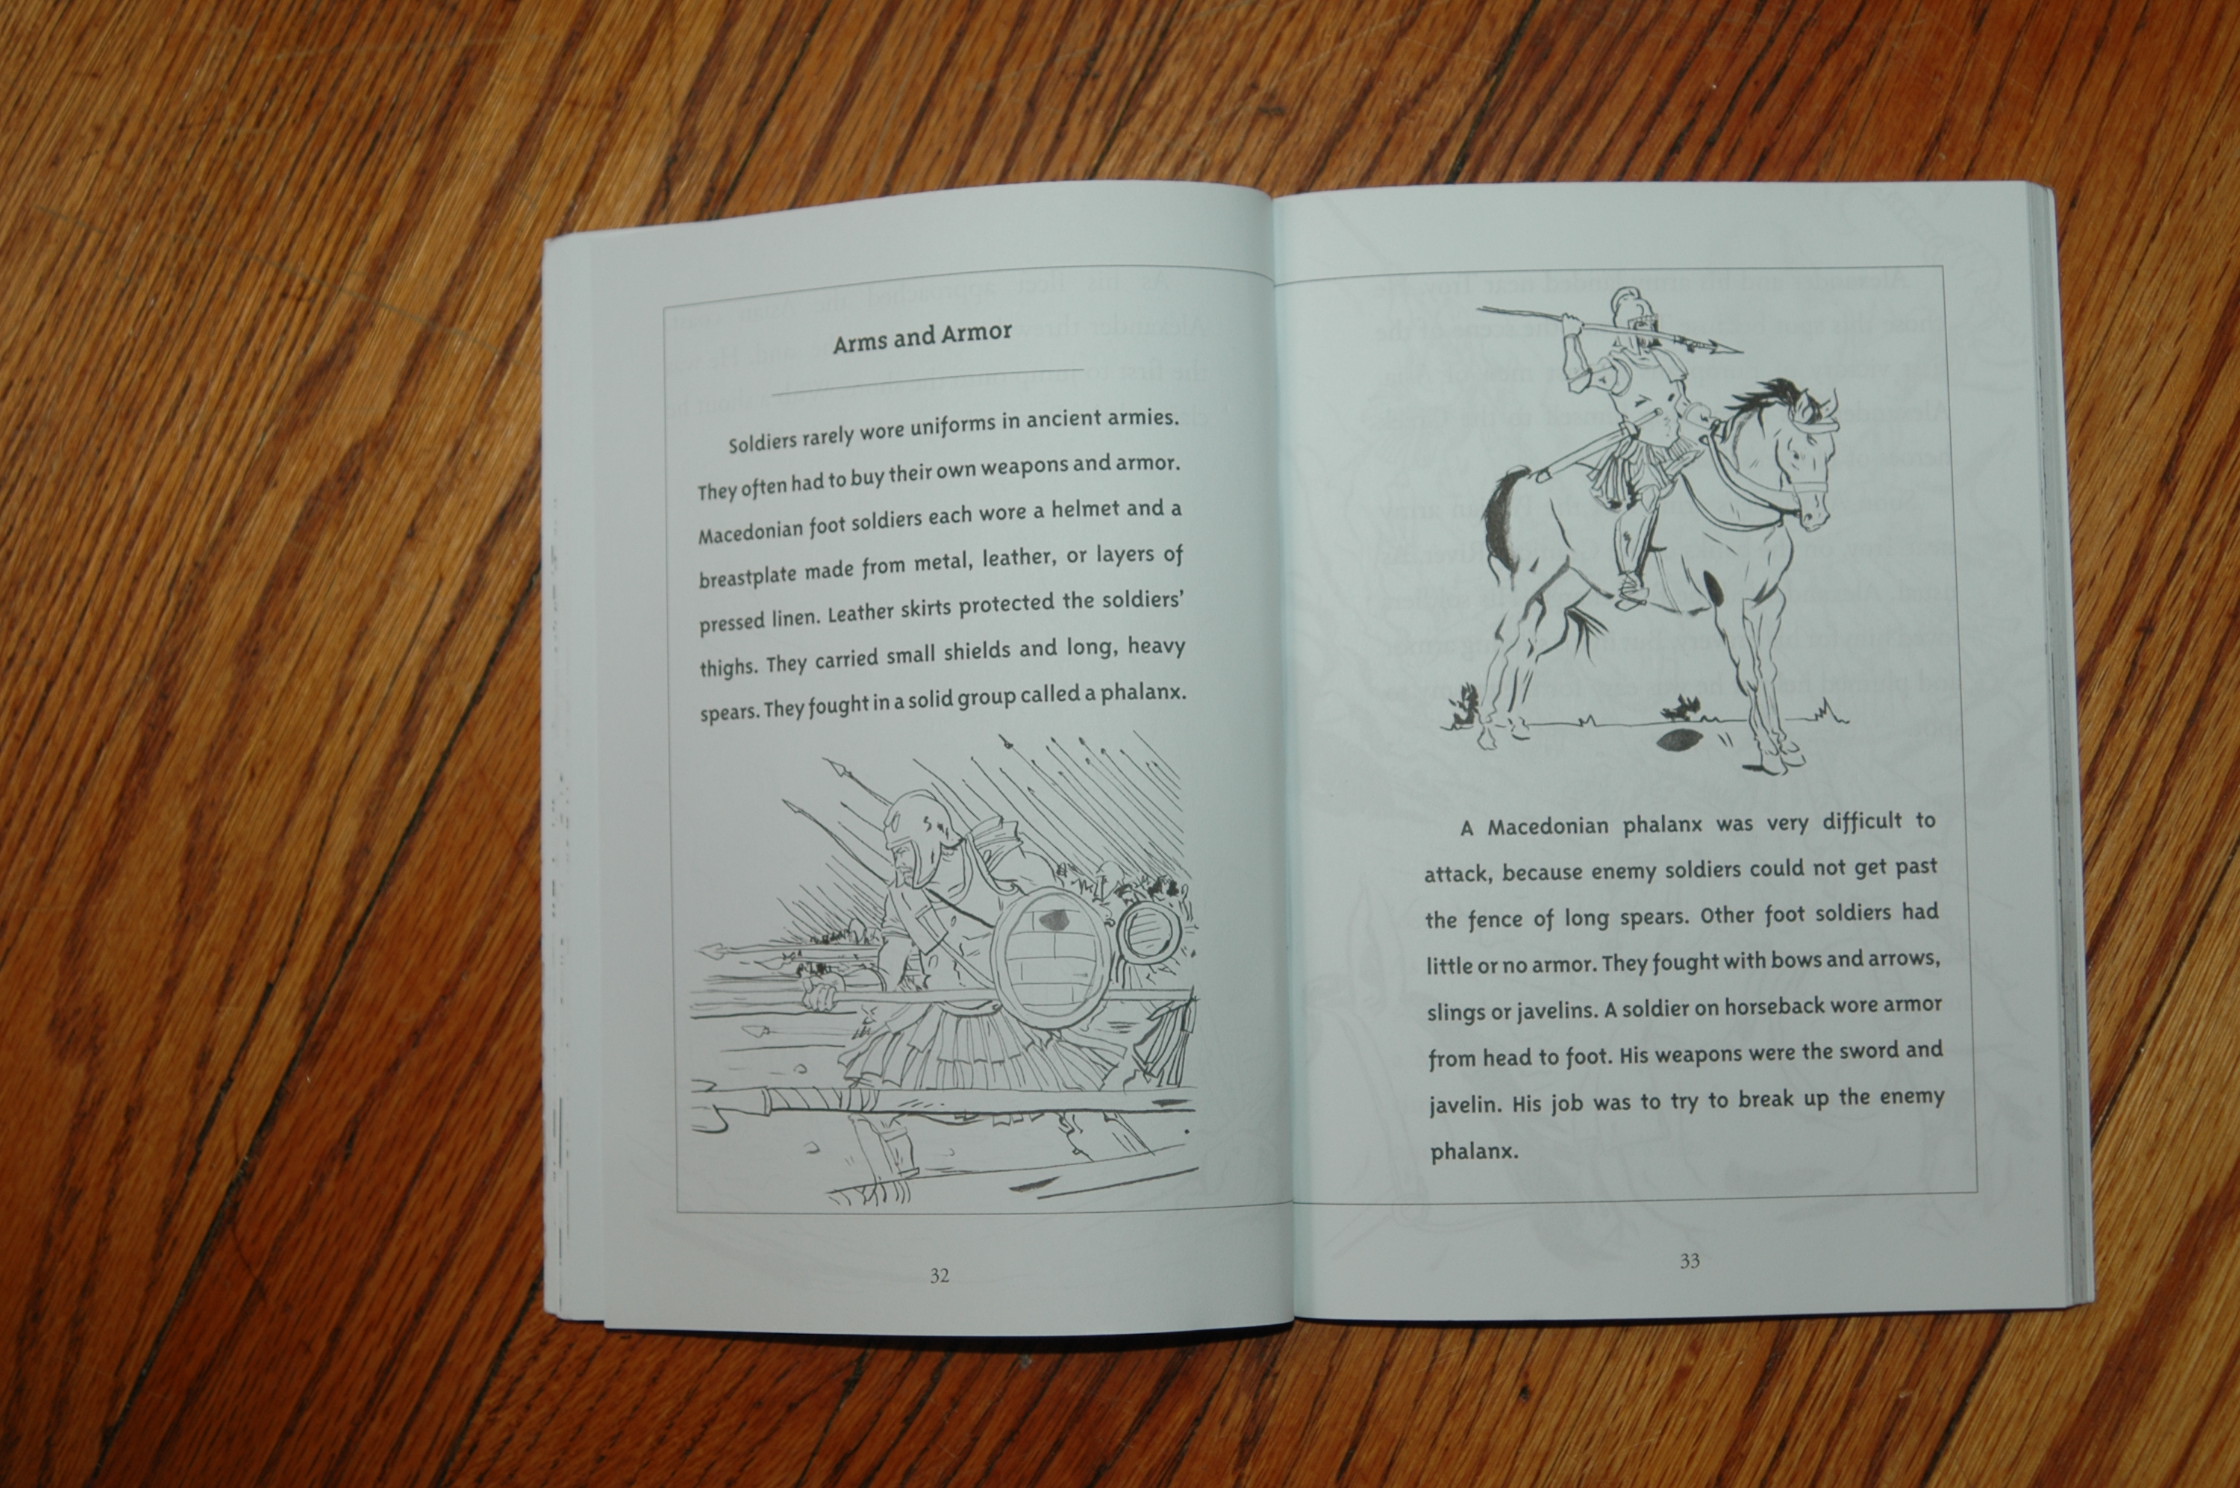 Arms and Armor
Soldiers rarely wore uniforms in ancient armies.
They often had to buy their own weapons and armor.
Macedonian foot soldiers each wore a helmet and a
breastplate made from metal, leather, or layers of
pressed linen. Leather skirts protected the soldiers'
thighs. They carried small shields and long, heavy
spears. They fought in a solid group called a phalanx.
32
A Macedonian phalanx was very difficult to
attack, because enemy soldiers could not get past
the fence of long spears. Other foot soldiers had
little or no armor. They fought with bows and arrows,
slings or javelins. A soldier on horseback wore armor
from head to foot. His weapons were the sword and
javelin. His job was to try to break up the enemy
phalanx.
33